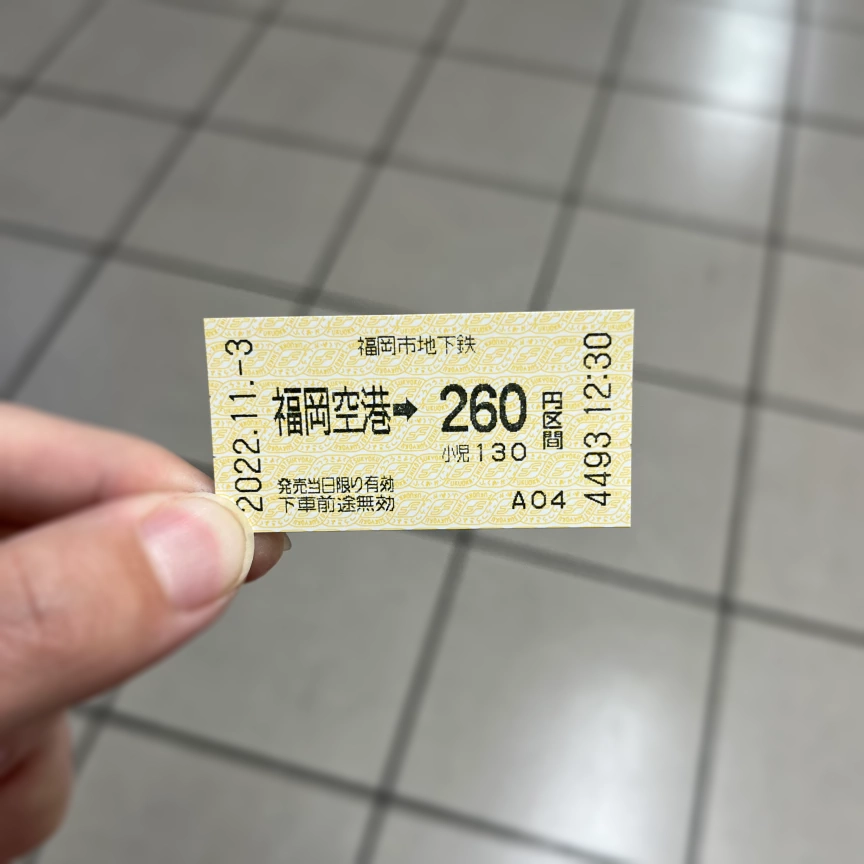 福岡市地下鉄
2022.11.-3
福岡空港➡260円区間
小児130
発売当日限り有効
下車前途無効
A04
4493 12:30